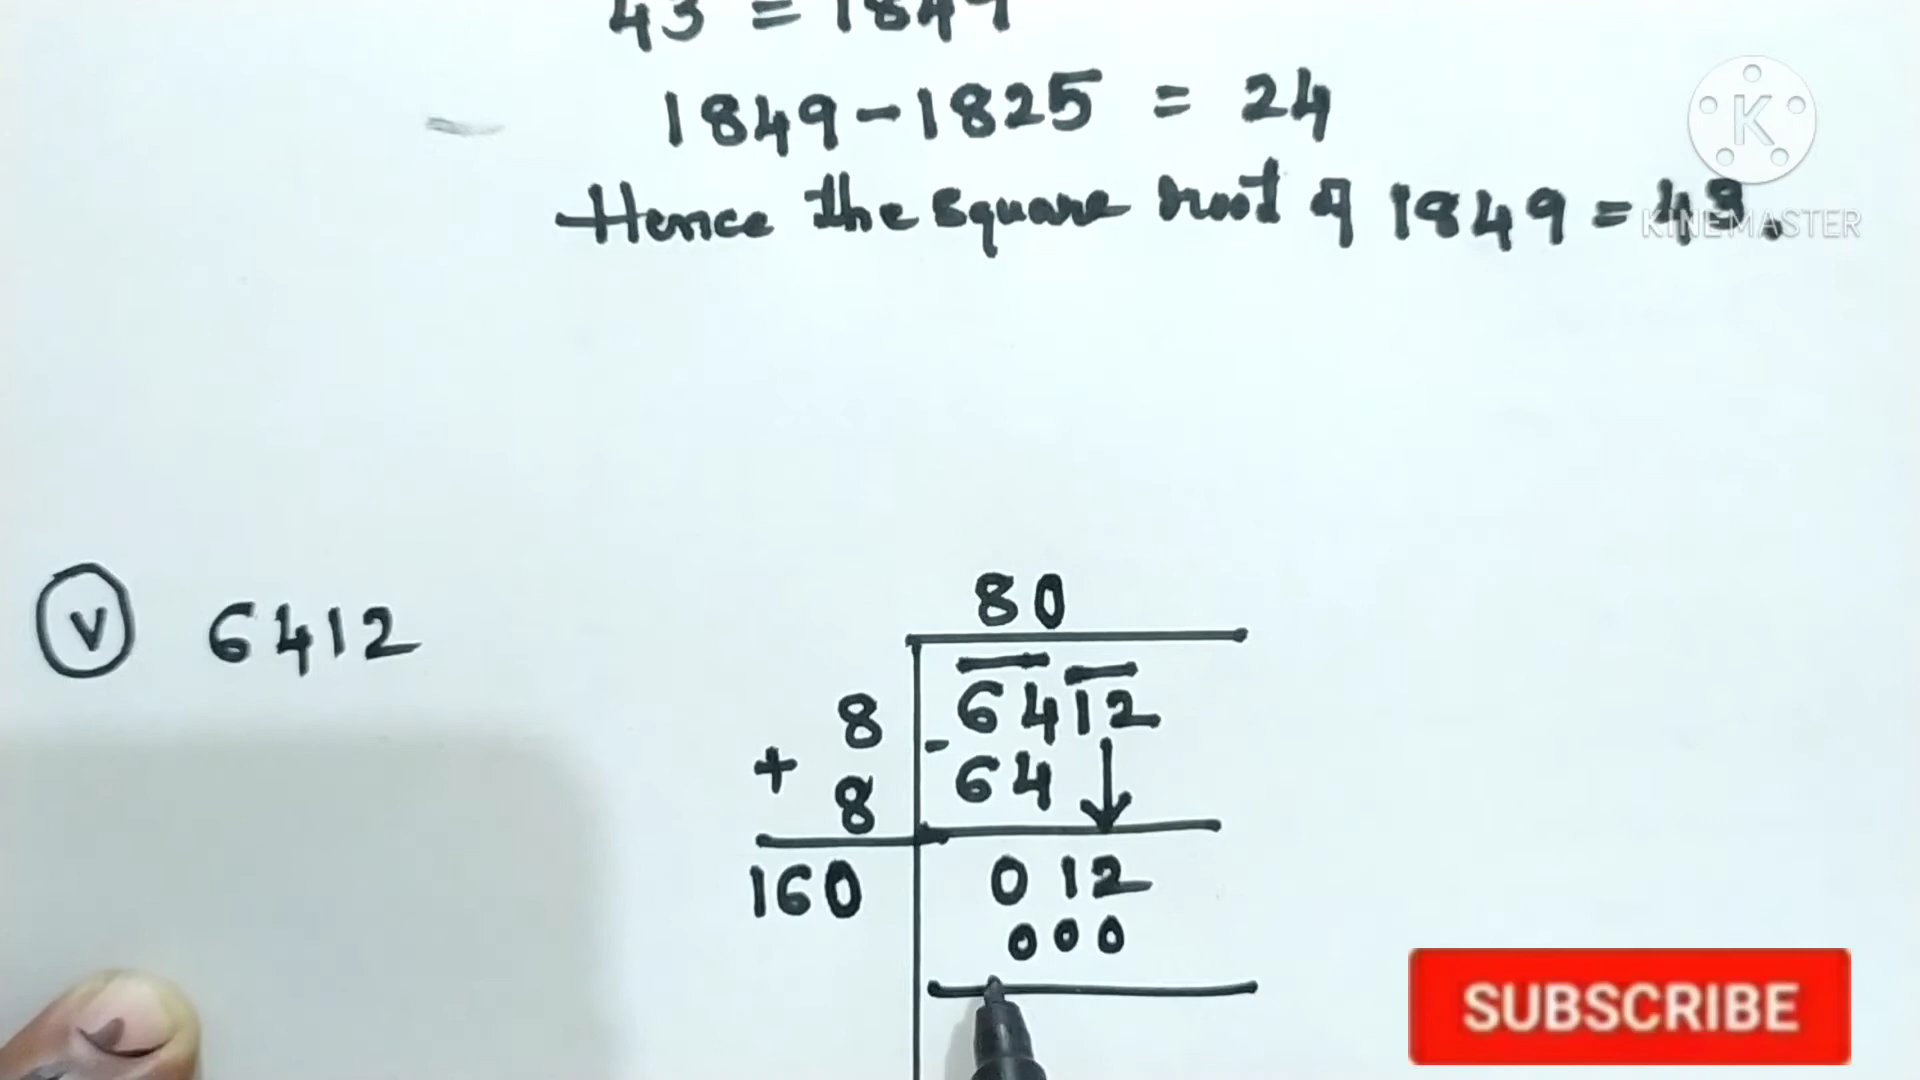 43 = 1849
1849-1825 = 24
Hence the square root of 1849 = 43.
K
KINEMASTER
V 6412
80
8 6412
+ 8 - 64
160 012
000
SUBSCRIBE